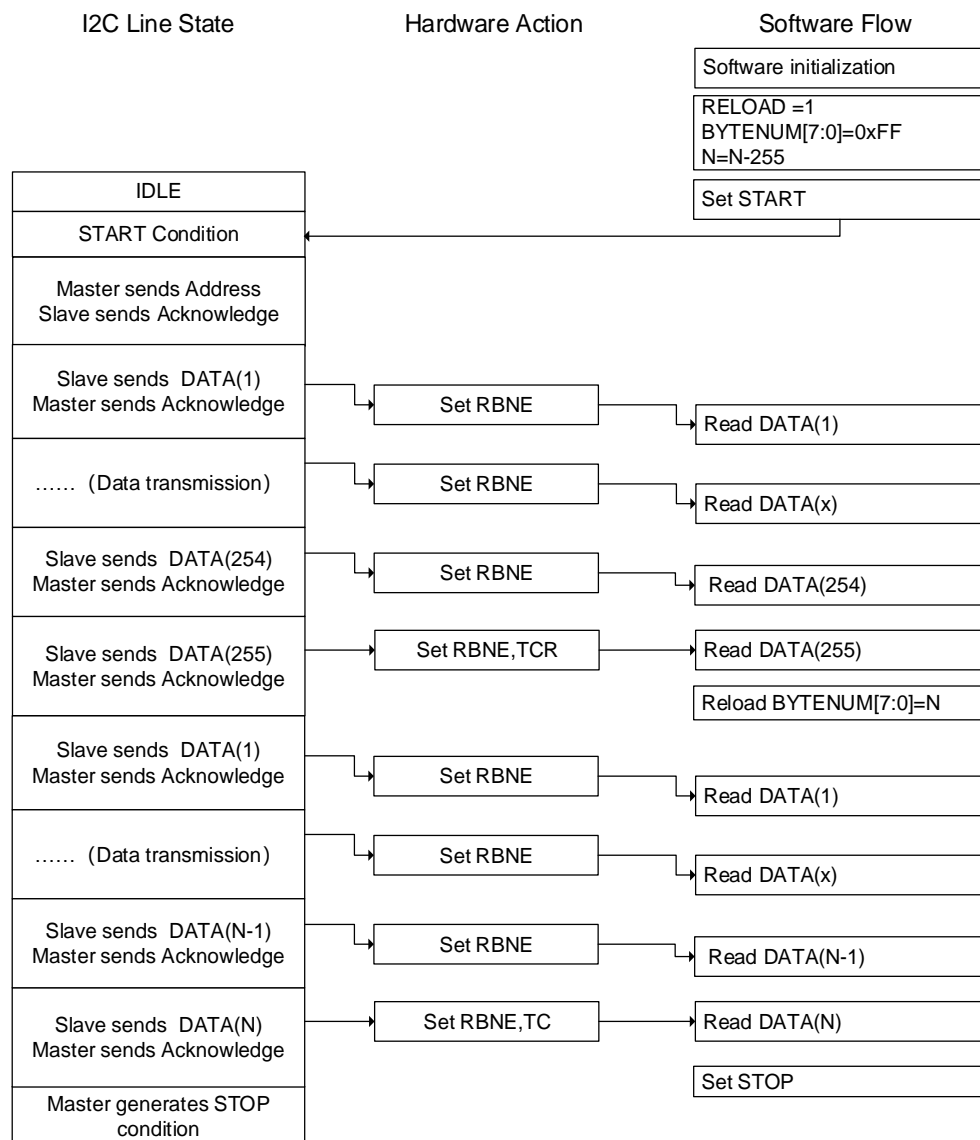 I2C Line State
Hardware Action
Software Flow
Software initialization
RELOAD =1
BYTENUM[7:0]=0xFF
N=N-255
IDLE
Set START
START Condition
Master sends Address
Slave sends Acknowledge
Slave sends  DATA(1)
Master sends Acknowledge
Set RBNE
Read DATA(1)
……（Data transmission）
Set RBNE
Read DATA(x)
Slave sends  DATA(254)
Master sends Acknowledge
Set RBNE
Read DATA(254)
Slave sends  DATA(255)
Master sends Acknowledge
Set RBNE,TCR
Read DATA(255)
Reload BYTENUM[7:0]=N
Slave sends  DATA(1)
Master sends Acknowledge
Set RBNE
Read DATA(1)
……（Data transmission）
Set RBNE
Read DATA(x)
Slave sends  DATA(N-1)
Master sends Acknowledge
Set RBNE
Read DATA(N-1)
Slave sends  DATA(N)
Master sends Acknowledge
Set RBNE,TC
Read DATA(N)
Set STOP
Master generates STOP
condition